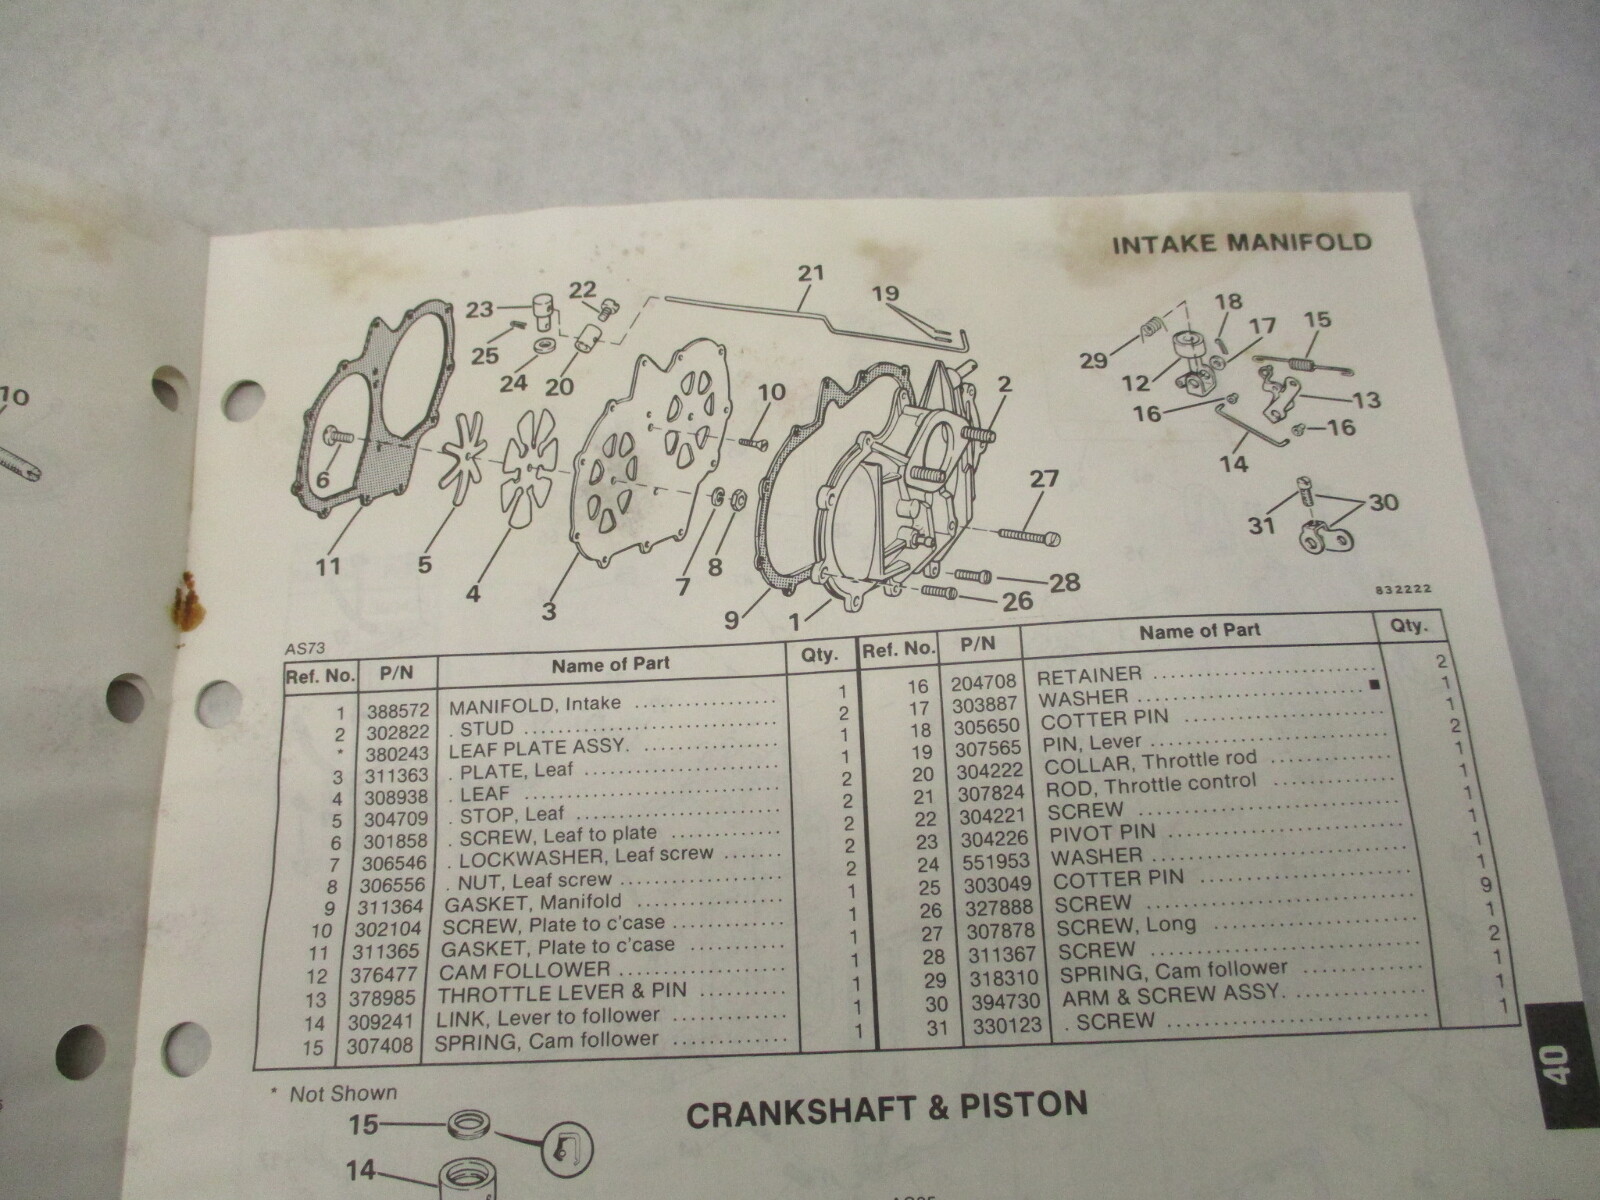 INTAKE MANIFOLD
10
23
22
21
19
18
17
15
25
24
20
29
12
16
13
16
14
10
2
6
27
30
31
11
5
4
3
7
8
9
1
28
26
832222
AS73
Ref. No. P/N Name of Part Qty.
1 388572 MANIFOLD, Intake 1
2 302822 . STUD 2
* 380243 LEAF PLATE ASSY. 1
3 311363 . PLATE, Leaf 1
4 308938 . LEAF 2
5 304709 . STOP, Leaf 2
6 301858 . SCREW, Leaf to plate 2
7 306546 . LOCKWASHER, Leaf screw 2
8 306556 . NUT, Leaf screw 2
9 311364 GASKET, Manifold 1
10 302104 SCREW, Plate to c'case 1
11 311365 GASKET, Plate to c'case 1
12 376477 CAM FOLLOWER 1
13 378985 THROTTLE LEVER & PIN 1
14 309241 LINK, Lever to follower 1
15 307408 SPRING, Cam follower 1
Ref. No. P/N Name of Part Qty.
16 204708 RETAINER 2
17 303887 WASHER ■ 1
18 305650 COTTER PIN 1
19 307565 PIN, Lever 2
20 304222 COLLAR, Throttle rod 1
21 307824 ROD, Throttle control 1
22 304221 SCREW 1
23 304226 PIVOT PIN 1
24 551953 WASHER 1
25 303049 COTTER PIN 1
26 327888 SCREW 9
27 307878 SCREW, Long 1
28 311367 SCREW 2
29 318310 SPRING, Cam follower 1
30 394730 ARM & SCREW ASSY. 1
31 330123 . SCREW 1
* Not Shown
40
CRANKSHAFT & PISTON
15
14